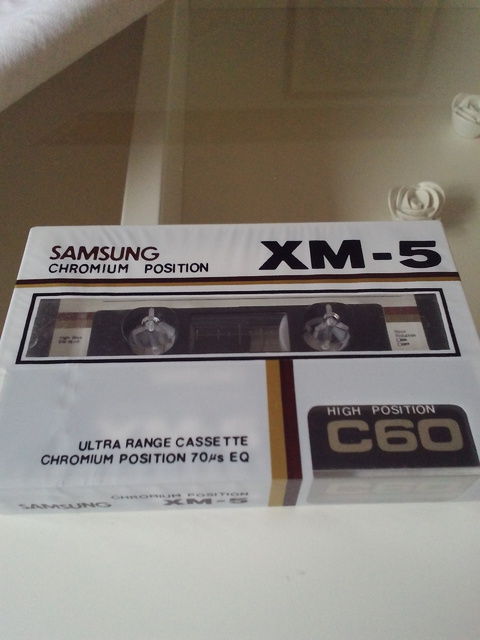 SAMSUNG
CHROMIUM POSITION
XM-5
HIGH POSITION
C60
ULTRA RANGE CASSETTE
CHROMIUM POSITION 70µs EQ
SAMSUNG
CHROMIUM POSITION
XM-5